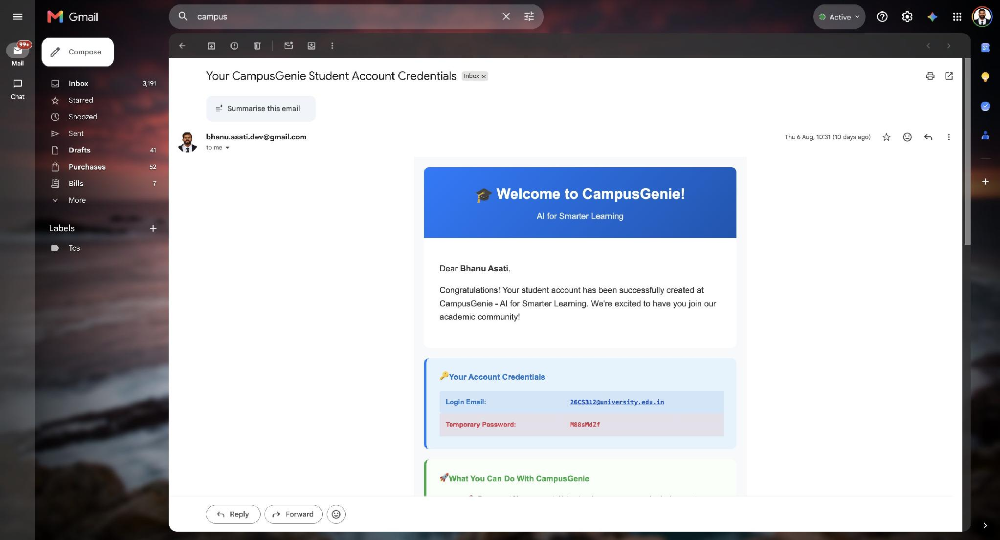 Gmail
campus
Active
99+
Mail
Chat
Compose
Inbox 3,191
Starred
Snoozed
Sent
Drafts 41
Purchases 52
Bills 7
More
Labels
Tcs
Your CampusGenie Student Account Credentials Inbox x
Summarise this email
bhanu.asati.dev@gmail.com
to me
Thu 6 Aug, 10:31 (10 days ago)
31
🎓 Welcome to CampusGenie!
AI for Smarter Learning
Dear Bhanu Asati,
Congratulations! Your student account has been successfully created at
CampusGenie - AI for Smarter Learning. We're excited to have you join our
academic community!
🔑Your Account Credentials
Login Email: 26CS312@university.edu.in
Temporary Password: M88sMdZf
🚀What You Can Do With CampusGenie
Reply
Forward